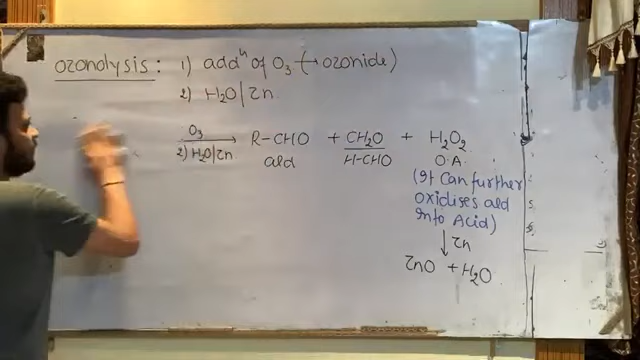 ozonolysis : 1) addⁿ of O₃ (→ ozonide)
2) H₂O/Zn
O₃
2) H₂O/Zn
R-CHO + CH₂O + H₂O₂
ald H-CHO O.A.
(It can further
oxidises ald
into Acid)
↓ Zn
ZnO + H₂O